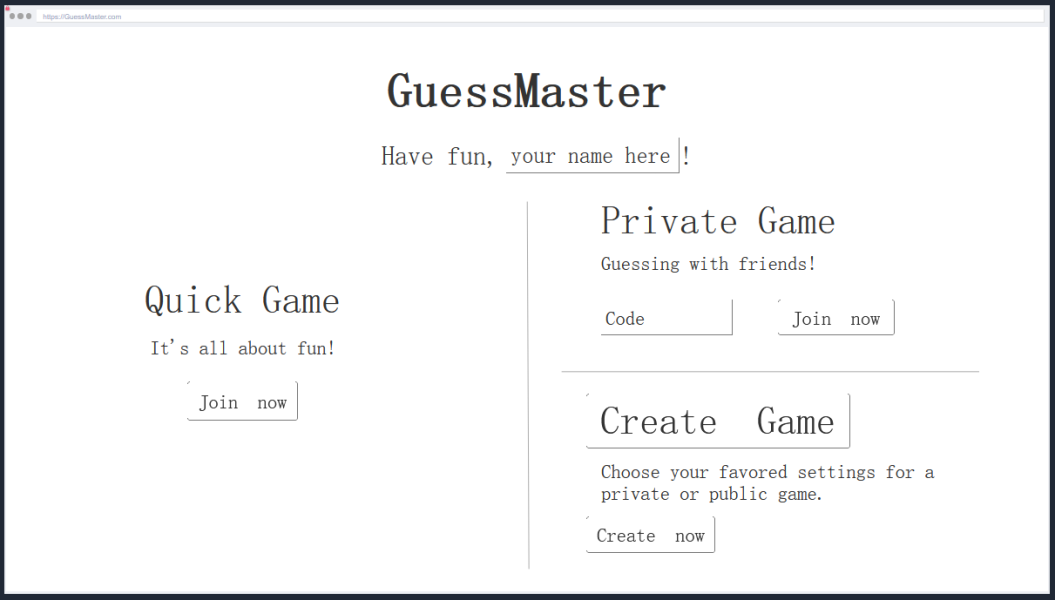 https://GuessMaster.com
GuessMaster
Have fun, your name here !
Quick Game
It's all about fun!
Join now
Private Game
Guessing with friends!
Code
Join now
Create Game
Choose your favored settings for a
private or public game.
Create now